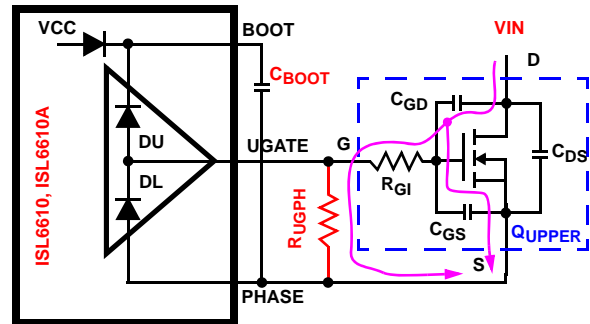 VCC
BOOT
VIN
D
CBOOT
CGD
DU
UGATE
G
CDS
ISL6610, ISL6610A
DL
RGI
RUGPH
CGS
QUPPER
S
PHASE